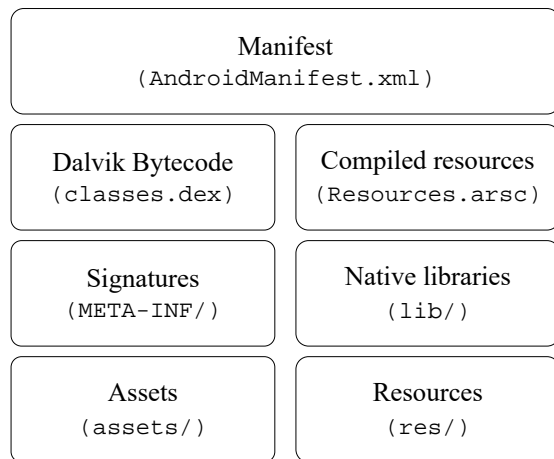 Manifest
(AndroidManifest.xml)
Dalvik Bytecode
(classes.dex)
Compiled resources
(Resources.arsc)
Signatures
(META-INF/)
Native libraries
(lib/)
Assets
(assets/)
Resources
(res/)